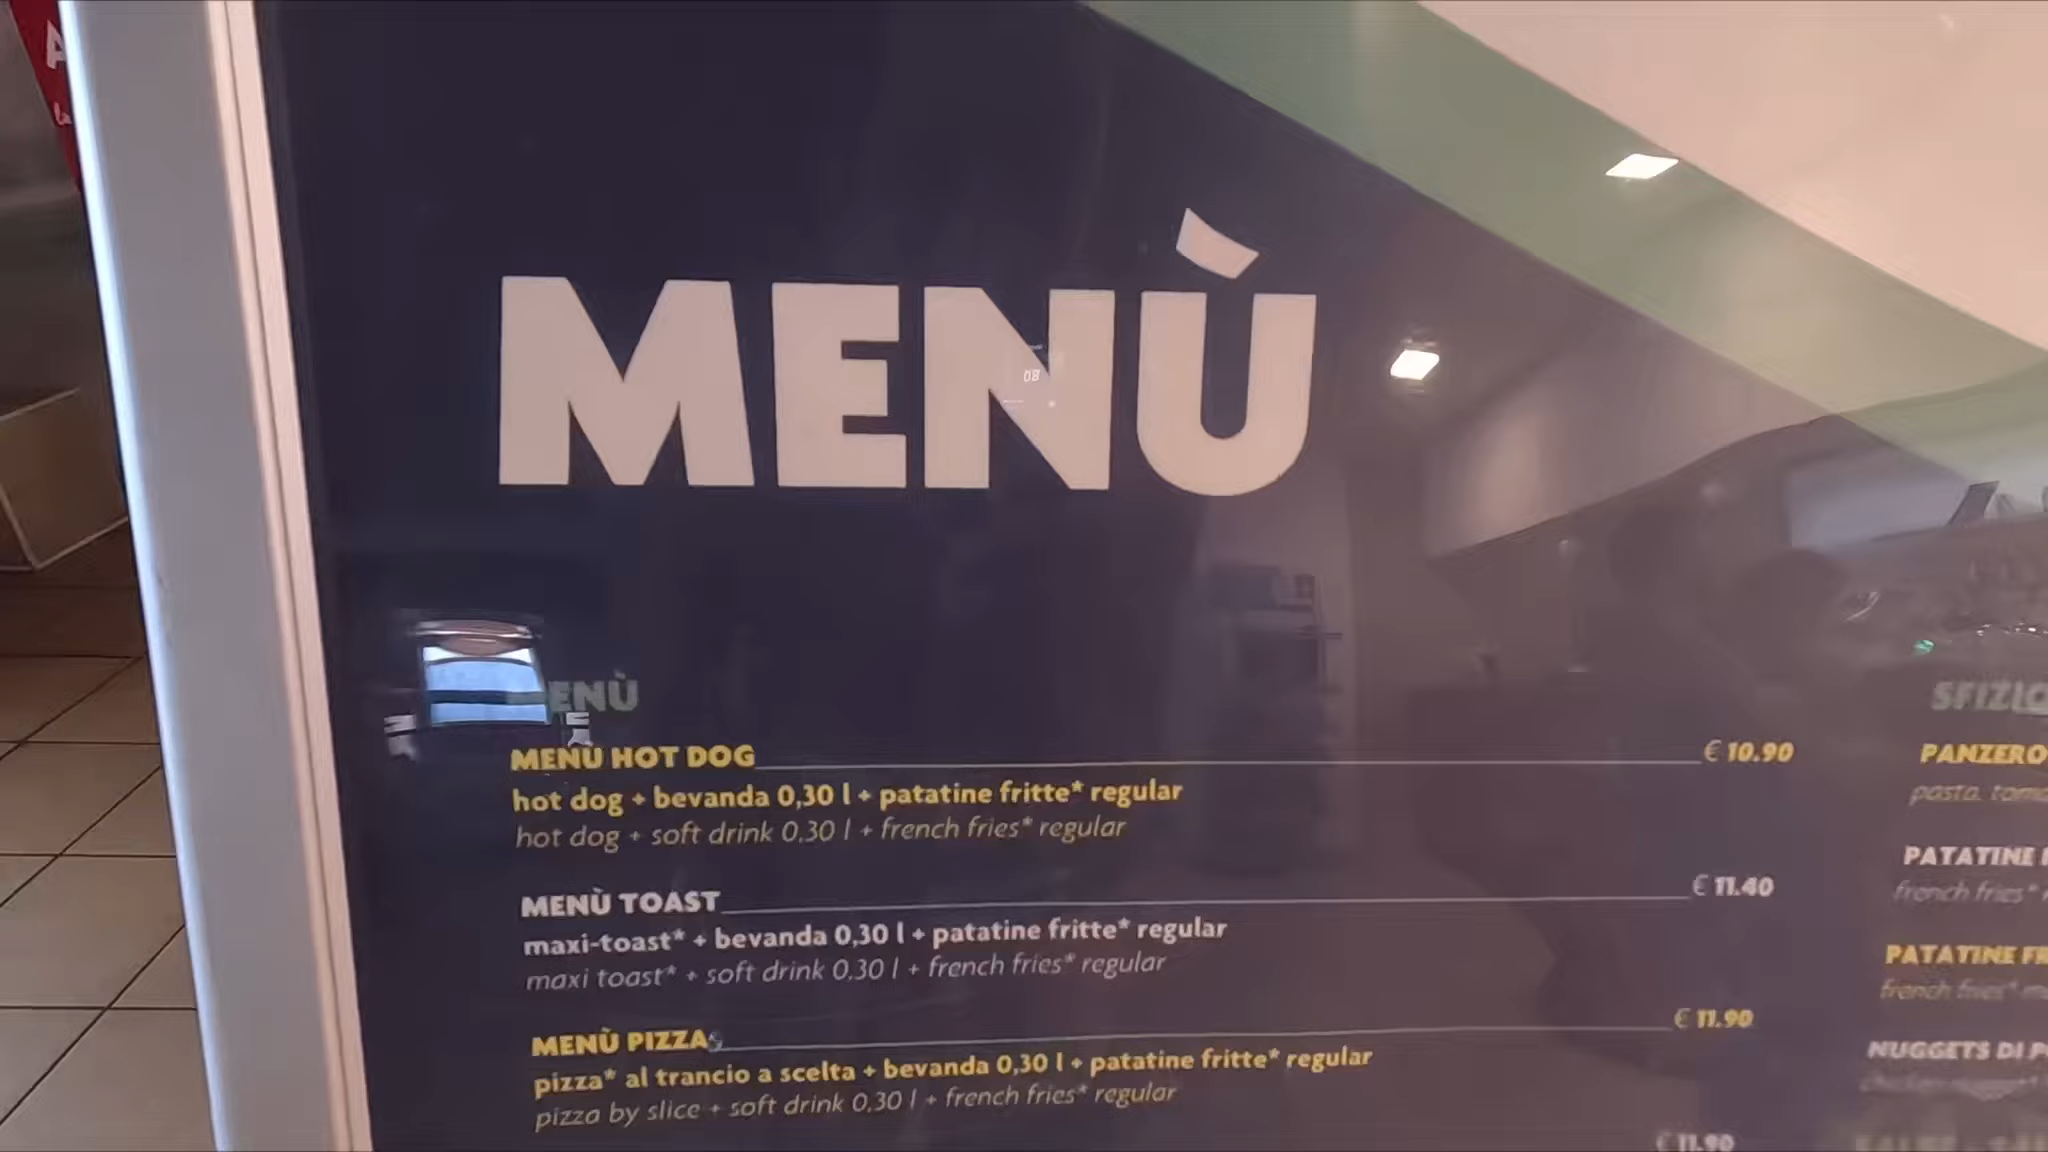 MENÙ
MENÙ
MENÙ HOT DOG € 10.90
hot dog + bevanda 0,30 l + patatine fritte* regular
hot dog + soft drink 0,30 l + french fries* regular
MENÙ TOAST € 11.40
maxi-toast* + bevanda 0,30 l + patatine fritte* regular
maxi toast* + soft drink 0,30 l + french fries* regular
MENÙ PIZZA € 11.90
pizza* al trancio a scelta + bevanda 0,30 l + patatine fritte* regular
pizza by slice + soft drink 0,30 l + french fries* regular
€ 11.90
SFIZIO
PANZERO
pasta, toma
PATATINE
french fries*
PATATINE FR
french fries*
NUGGETS DI P